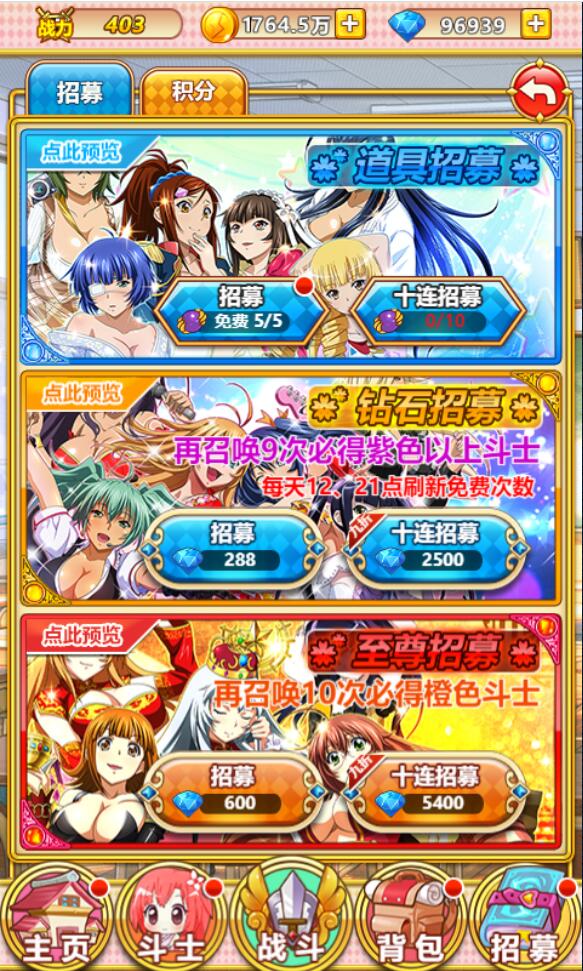 战力 403
1764.5万
96939
招募
积分
点此预览
道具招募
招募
免费 5/5
十连招募
0/10
点此预览
钻石招募
再召唤9次必得紫色以上斗士
每天12、21点刷新免费次数
招募
288
九折
十连招募
2500
点此预览
至尊招募
再召唤10次必得橙色斗士
招募
600
九折
十连招募
5400
主页
斗士
战斗
背包
招募